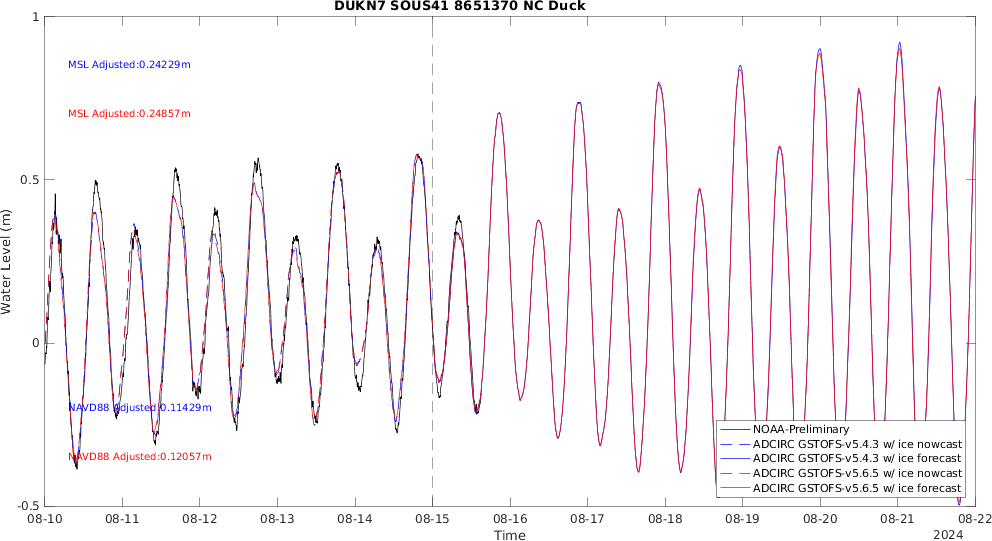 DUKN7 SOUS41 8651370 NC Duck
MSL Adjusted:0.24229m
MSL Adjusted:0.24857m
NAVD88 Adjusted:0.11429m
NAVD88 Adjusted:0.12057m
Water Level (m)
1
0.5
0
-0.5
NOAA-Preliminary
ADCIRC GSTOFS-v5.4.3 w/ ice nowcast
ADCIRC GSTOFS-v5.4.3 w/ ice forecast
ADCIRC GSTOFS-v5.6.5 w/ ice nowcast
ADCIRC GSTOFS-v5.6.5 w/ ice forecast
08-10 08-11 08-12 08-13 08-14 08-15 08-16 08-17 08-18 08-19 08-20 08-21 08-22
Time
2024